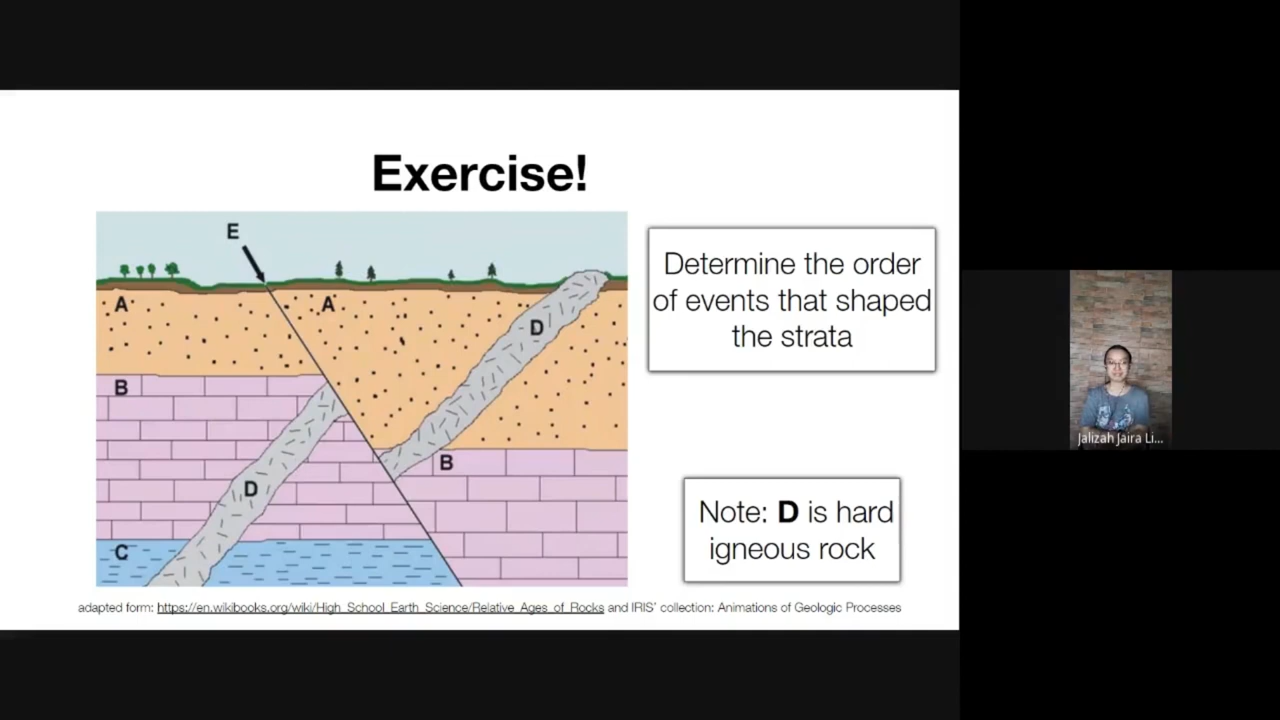 Exercise!
E
A
A
D
B
B
D
C
Determine the order
of events that shaped
the strata
Note: D is hard
igneous rock
adapted form: https://en.wikibooks.org/wiki/High_School_Earth_Science/Relative_Ages_of_Rocks and IRIS' collection: Animations of Geologic Processes
Jalizah Jaira Li...